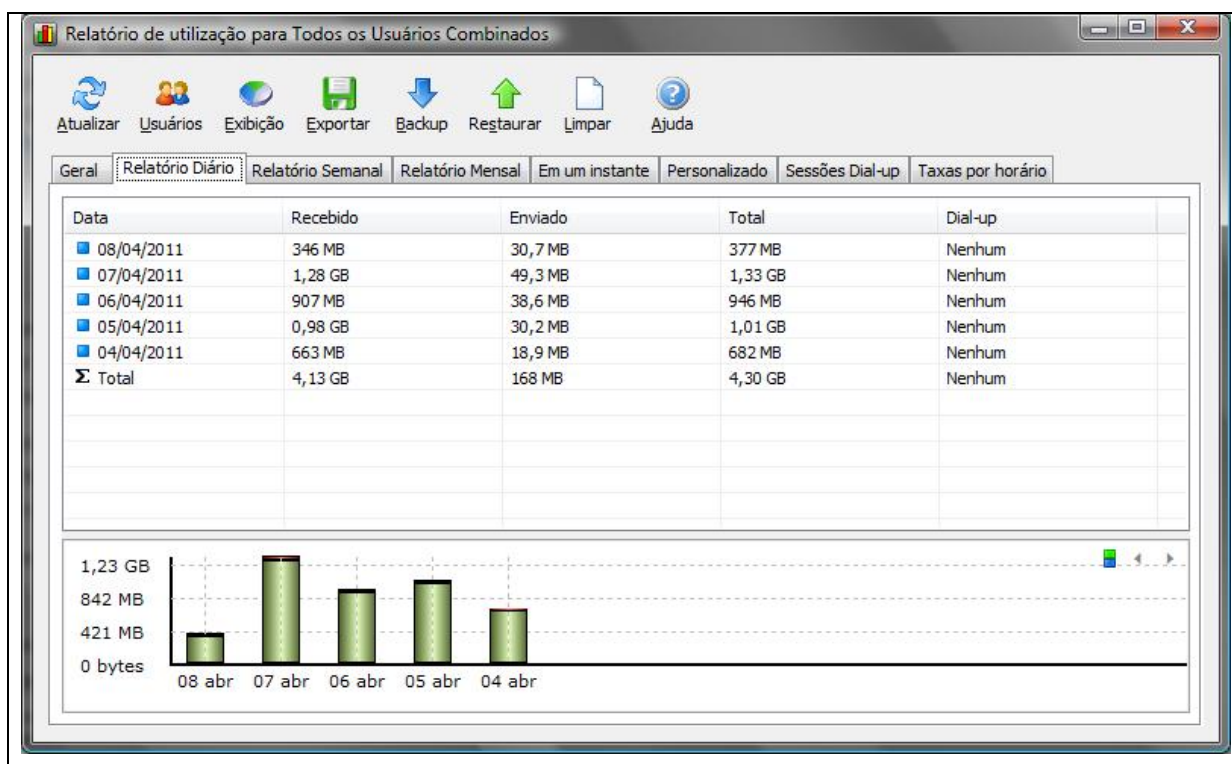 Relatório de utilização para Todos os Usuários Combinados
Atualizar Usuários Exibição Exportar Backup Restaurar Limpar Ajuda
Geral Relatório Diário Relatório Semanal Relatório Mensal Em um instante Personalizado Sessões Dial-up Taxas por horário
Data Recebido Enviado Total Dial-up
08/04/2011 346 MB 30,7 MB 377 MB Nenhum
07/04/2011 1,28 GB 49,3 MB 1,33 GB Nenhum
06/04/2011 907 MB 38,6 MB 946 MB Nenhum
05/04/2011 0,98 GB 30,2 MB 1,01 GB Nenhum
04/04/2011 663 MB 18,9 MB 682 MB Nenhum
Σ Total 4,13 GB 168 MB 4,30 GB Nenhum
1,23 GB
842 MB
421 MB
0 bytes
08 abr 07 abr 06 abr 05 abr 04 abr